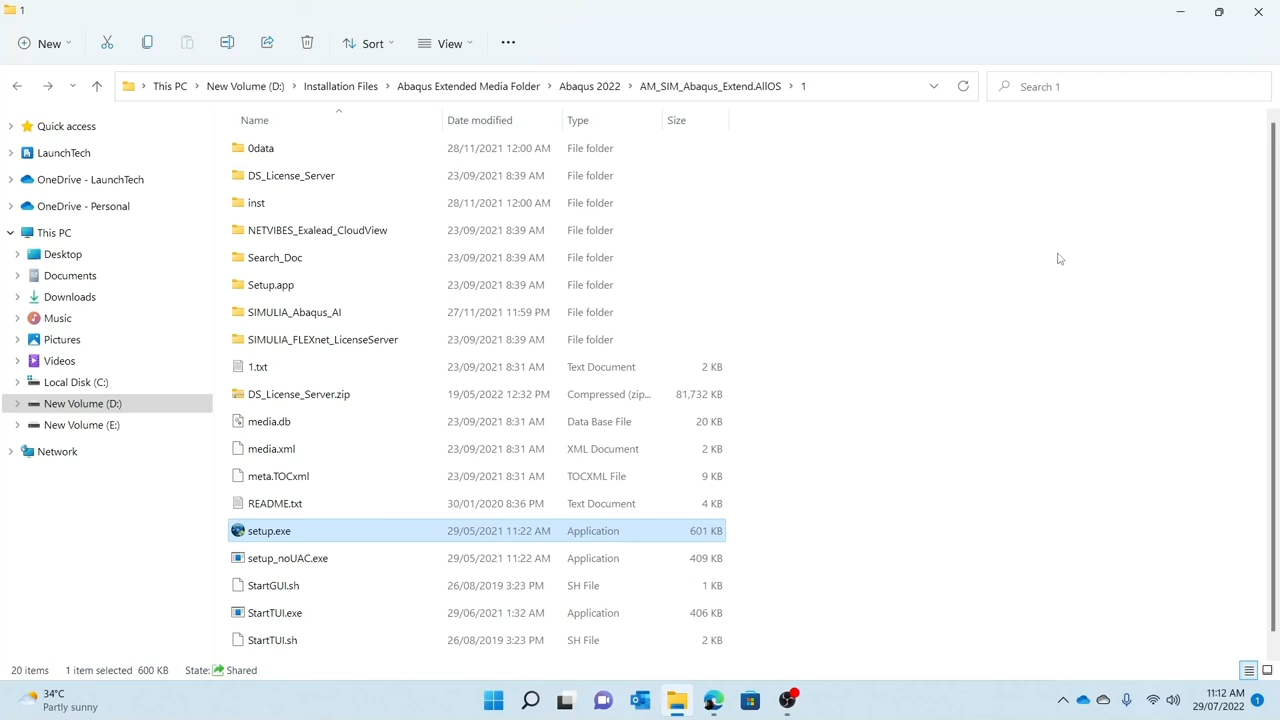 1
New
Sort
View
This PC
New Volume (D:)
Installation Files
Abaqus Extended Media Folder
Abaqus 2022
AM_SIM_Abaqus_Extend.AllOS
1
Search 1
Quick access
LaunchTech
OneDrive - LaunchTech
OneDrive - Personal
This PC
Desktop
Documents
Downloads
Music
Pictures
Videos
Local Disk (C:)
New Volume (D:)
New Volume (E:)
Network
Name Date modified Type Size
0data 28/11/2021 12:00 AM File folder
DS_License_Server 23/09/2021 8:39 AM File folder
inst 28/11/2021 12:00 AM File folder
NETVIBES_Exalead_CloudView 23/09/2021 8:39 AM File folder
Search_Doc 23/09/2021 8:39 AM File folder
Setup.app 23/09/2021 8:39 AM File folder
SIMULIA_Abaqus_AI 27/11/2021 11:59 PM File folder
SIMULIA_FLEXnet_LicenseServer 23/09/2021 8:39 AM File folder
1.txt 23/09/2021 8:31 AM Text Document 2 KB
DS_License_Server.zip 19/05/2022 12:32 PM Compressed (zip... 81,732 KB
media.db 23/09/2021 8:31 AM Data Base File 20 KB
media.xml 23/09/2021 8:31 AM XML Document 2 KB
meta.TOCxml 23/09/2021 8:31 AM TOCXML File 9 KB
README.txt 30/01/2020 8:36 PM Text Document 4 KB
setup.exe 29/05/2021 11:22 AM Application 601 KB
setup_noUAC.exe 29/05/2021 11:22 AM Application 409 KB
StartGUI.sh 26/08/2019 3:23 PM SH File 1 KB
StartTUI.exe 29/06/2021 1:32 AM Application 406 KB
StartTUI.sh 26/08/2019 3:23 PM SH File 2 KB
20 items 1 item selected 600 KB State: Shared
34°C
Partly sunny
11:12 AM
29/07/2022
1